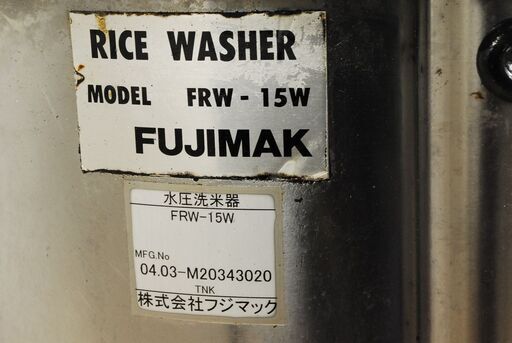 RICE WASHER
MODEL FRW - 15W
FUJIMAK
水圧洗米器
FRW-15W
MFG.No
04.03-M20343020
TNK
株式会社フジマック